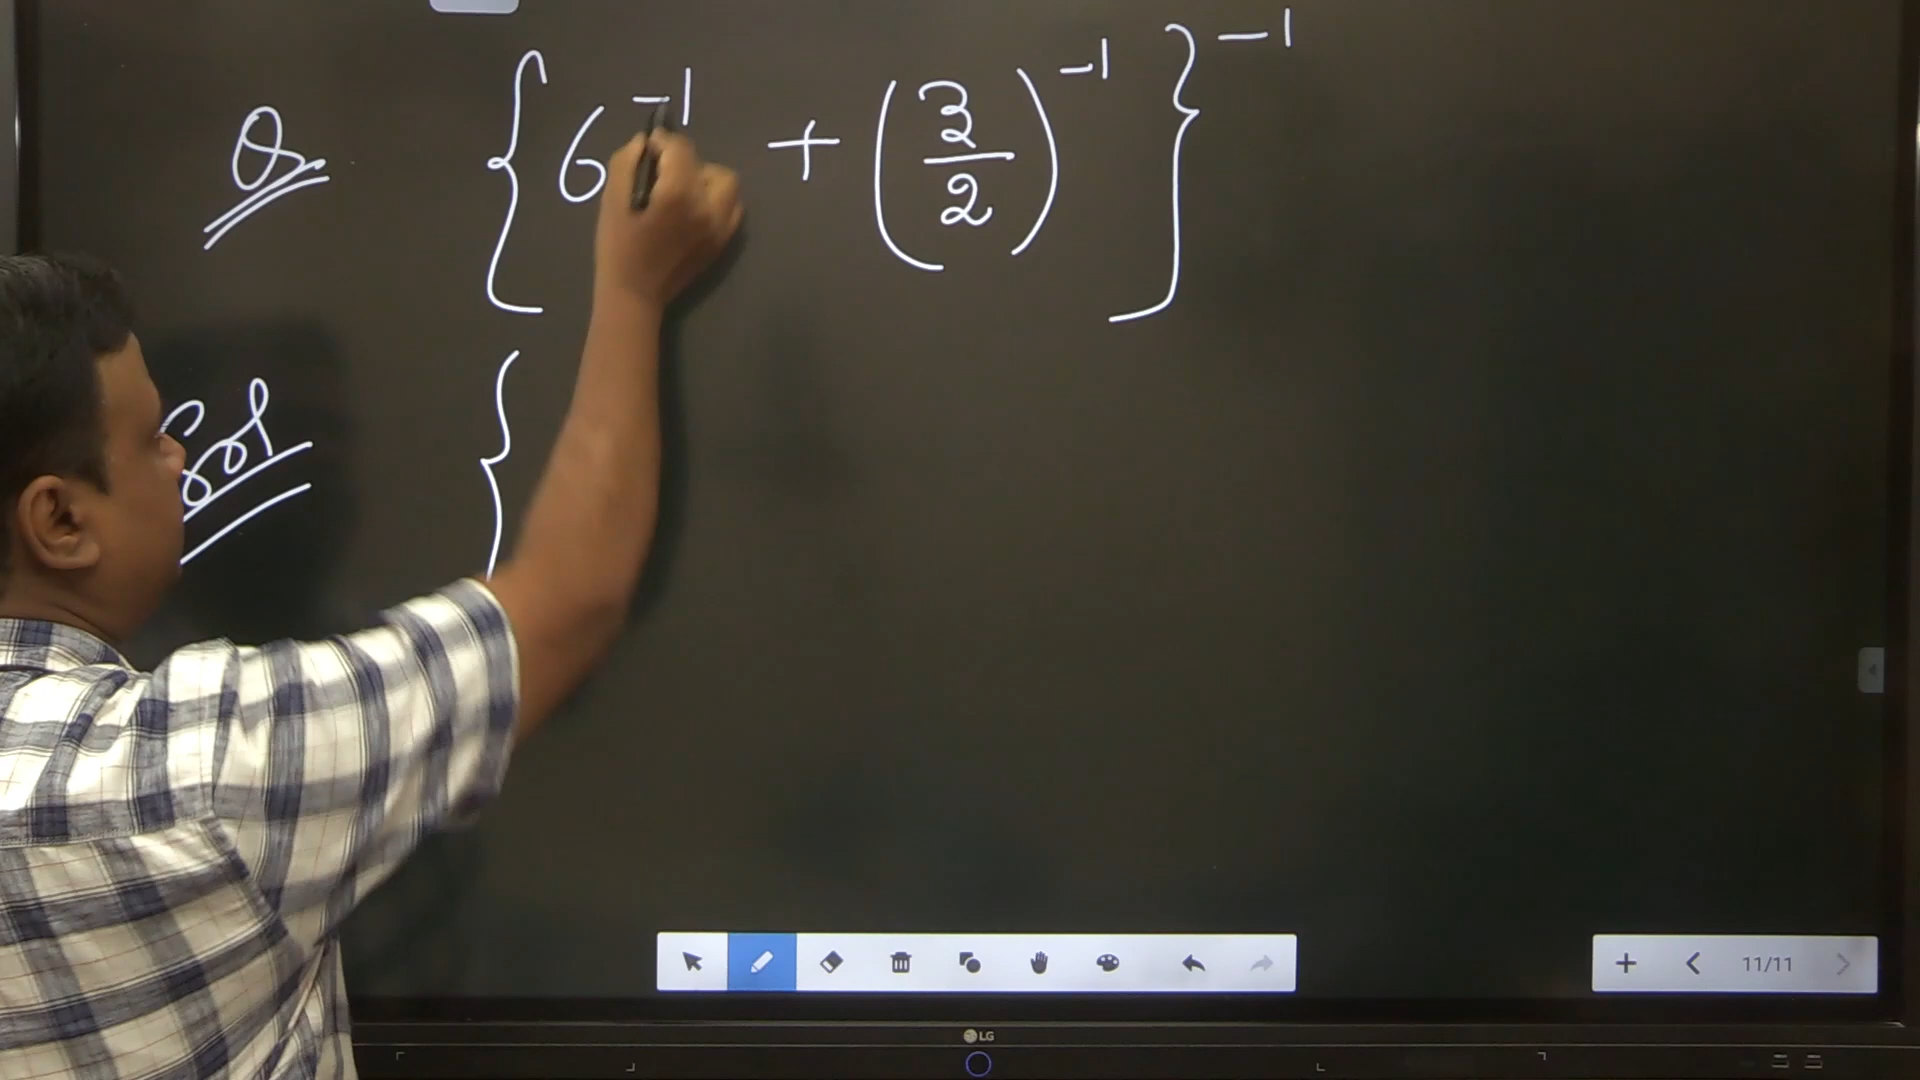 Q { 6⁻¹ + (3/2)⁻¹ }⁻¹
Sol {
11/11
LG